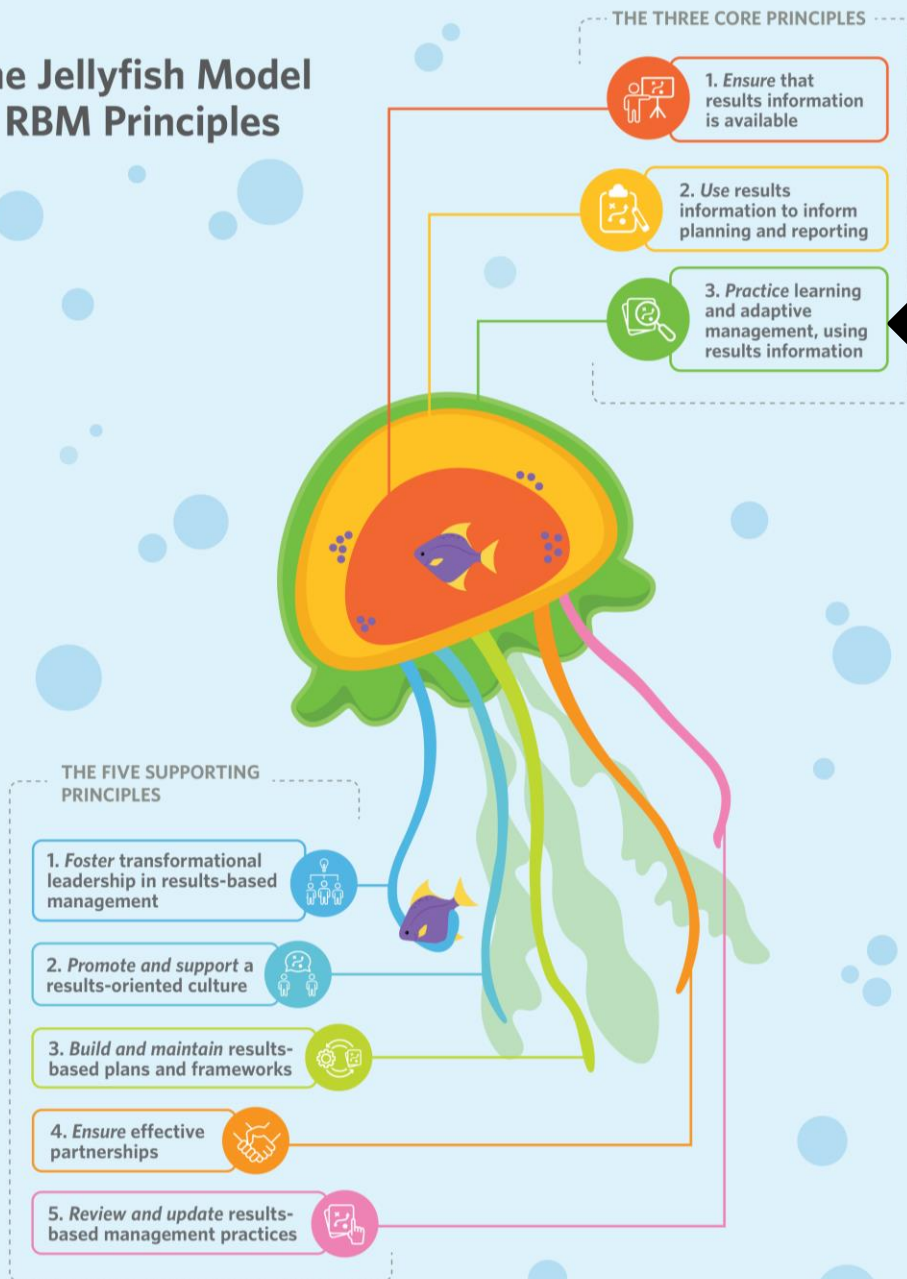 e Jellyfish Model
RBM Principles
THE THREE CORE PRINCIPLES
1. Ensure that
results information
is available
2. Use results
information to inform
planning and reporting
3. Practice learning
and adaptive
management, using
results information
THE FIVE SUPPORTING
PRINCIPLES
1. Foster transformational
leadership in results-based
management
2. Promote and support a
results-oriented culture
3. Build and maintain results-
based plans and frameworks
4. Ensure effective
partnerships
5. Review and update results-
based management practices